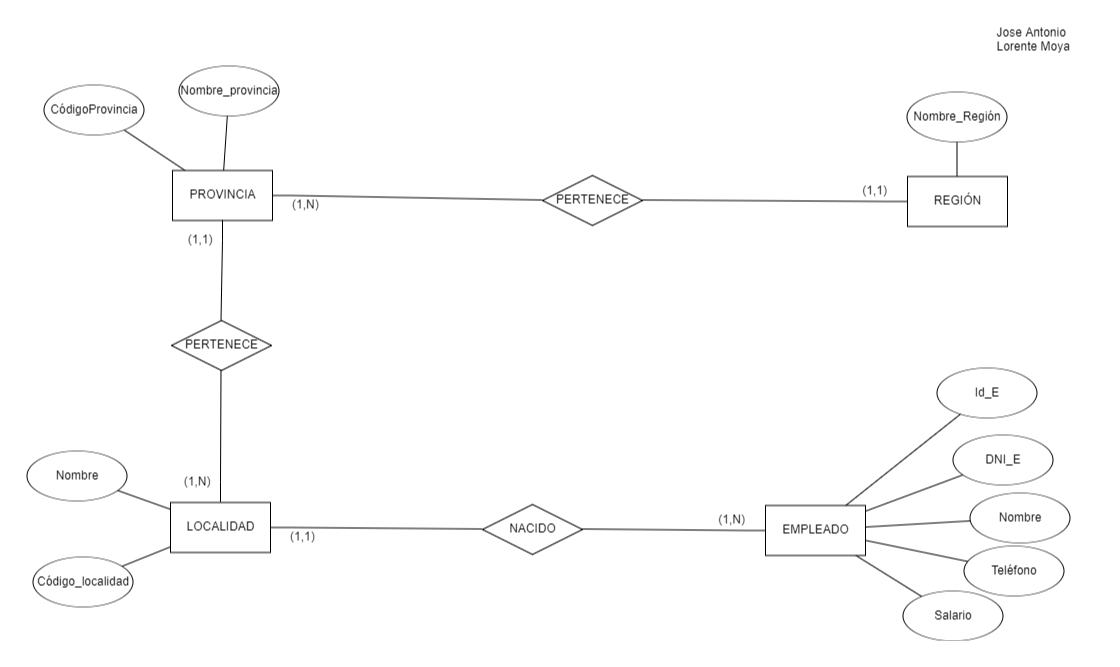 Jose Antonio
Lorente Moya
Nombre_provincia
CódigoProvincia
Nombre_Región
PROVINCIA
(1,N)
PERTENECE
(1,1)
REGIÓN
(1,1)
PERTENECE
Id_E
DNI_E
Nombre
(1,N)
Nombre
LOCALIDAD
(1,1)
NACIDO
(1,N)
EMPLEADO
Teléfono
Código_localidad
Salario